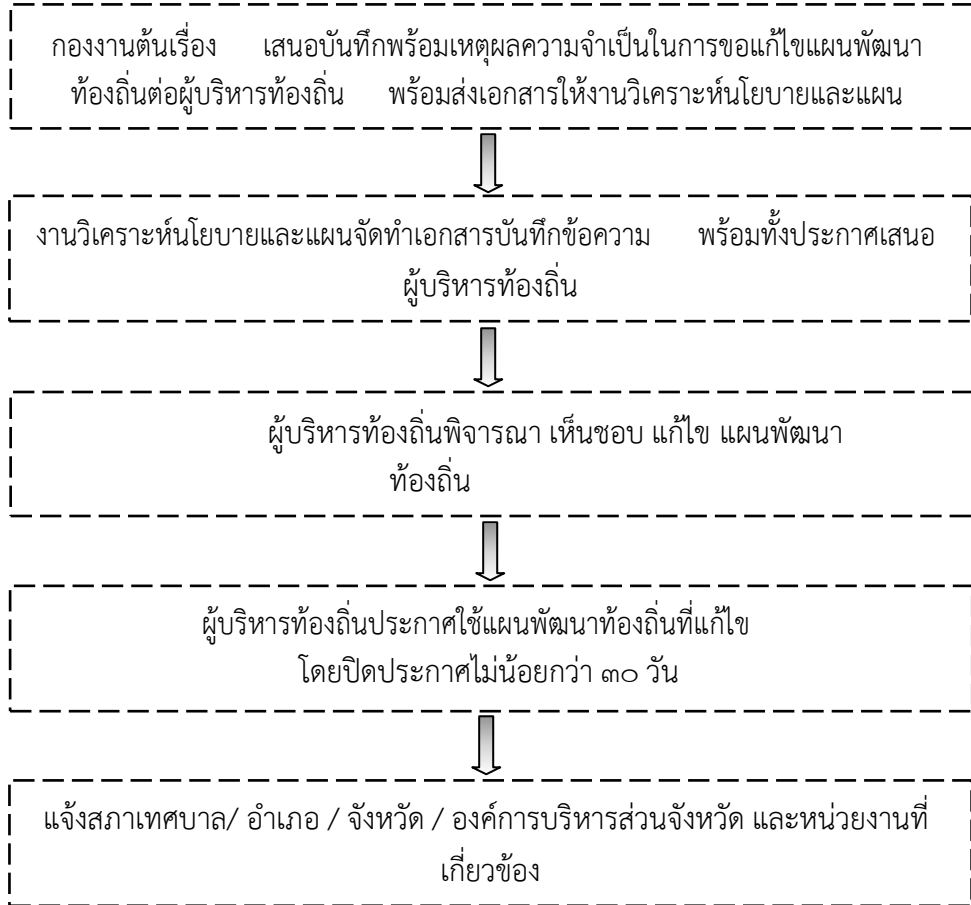 กองงานต้นเรื่อง เสนอบันทึกพร้อมเหตุผลความจำเป็นในการขอแก้ไขแผนพัฒนา
ท้องถิ่นต่อผู้บริหารท้องถิ่น พร้อมส่งเอกสารให้งานวิเคราะห์นโยบายและแผน
งานวิเคราะห์นโยบายและแผนจัดทำเอกสารบันทึกข้อความ พร้อมทั้งประกาศเสนอ
ผู้บริหารท้องถิ่น
ผู้บริหารท้องถิ่นพิจารณา เห็นชอบ แก้ไข แผนพัฒนา
ท้องถิ่น
ผู้บริหารท้องถิ่นประกาศใช้แผนพัฒนาท้องถิ่นที่แก้ไข
โดยปิดประกาศไม่น้อยกว่า ๓๐ วัน
แจ้งสภาเทศบาล/ อำเภอ / จังหวัด / องค์การบริหารส่วนจังหวัด และหน่วยงานที่
เกี่ยวข้อง